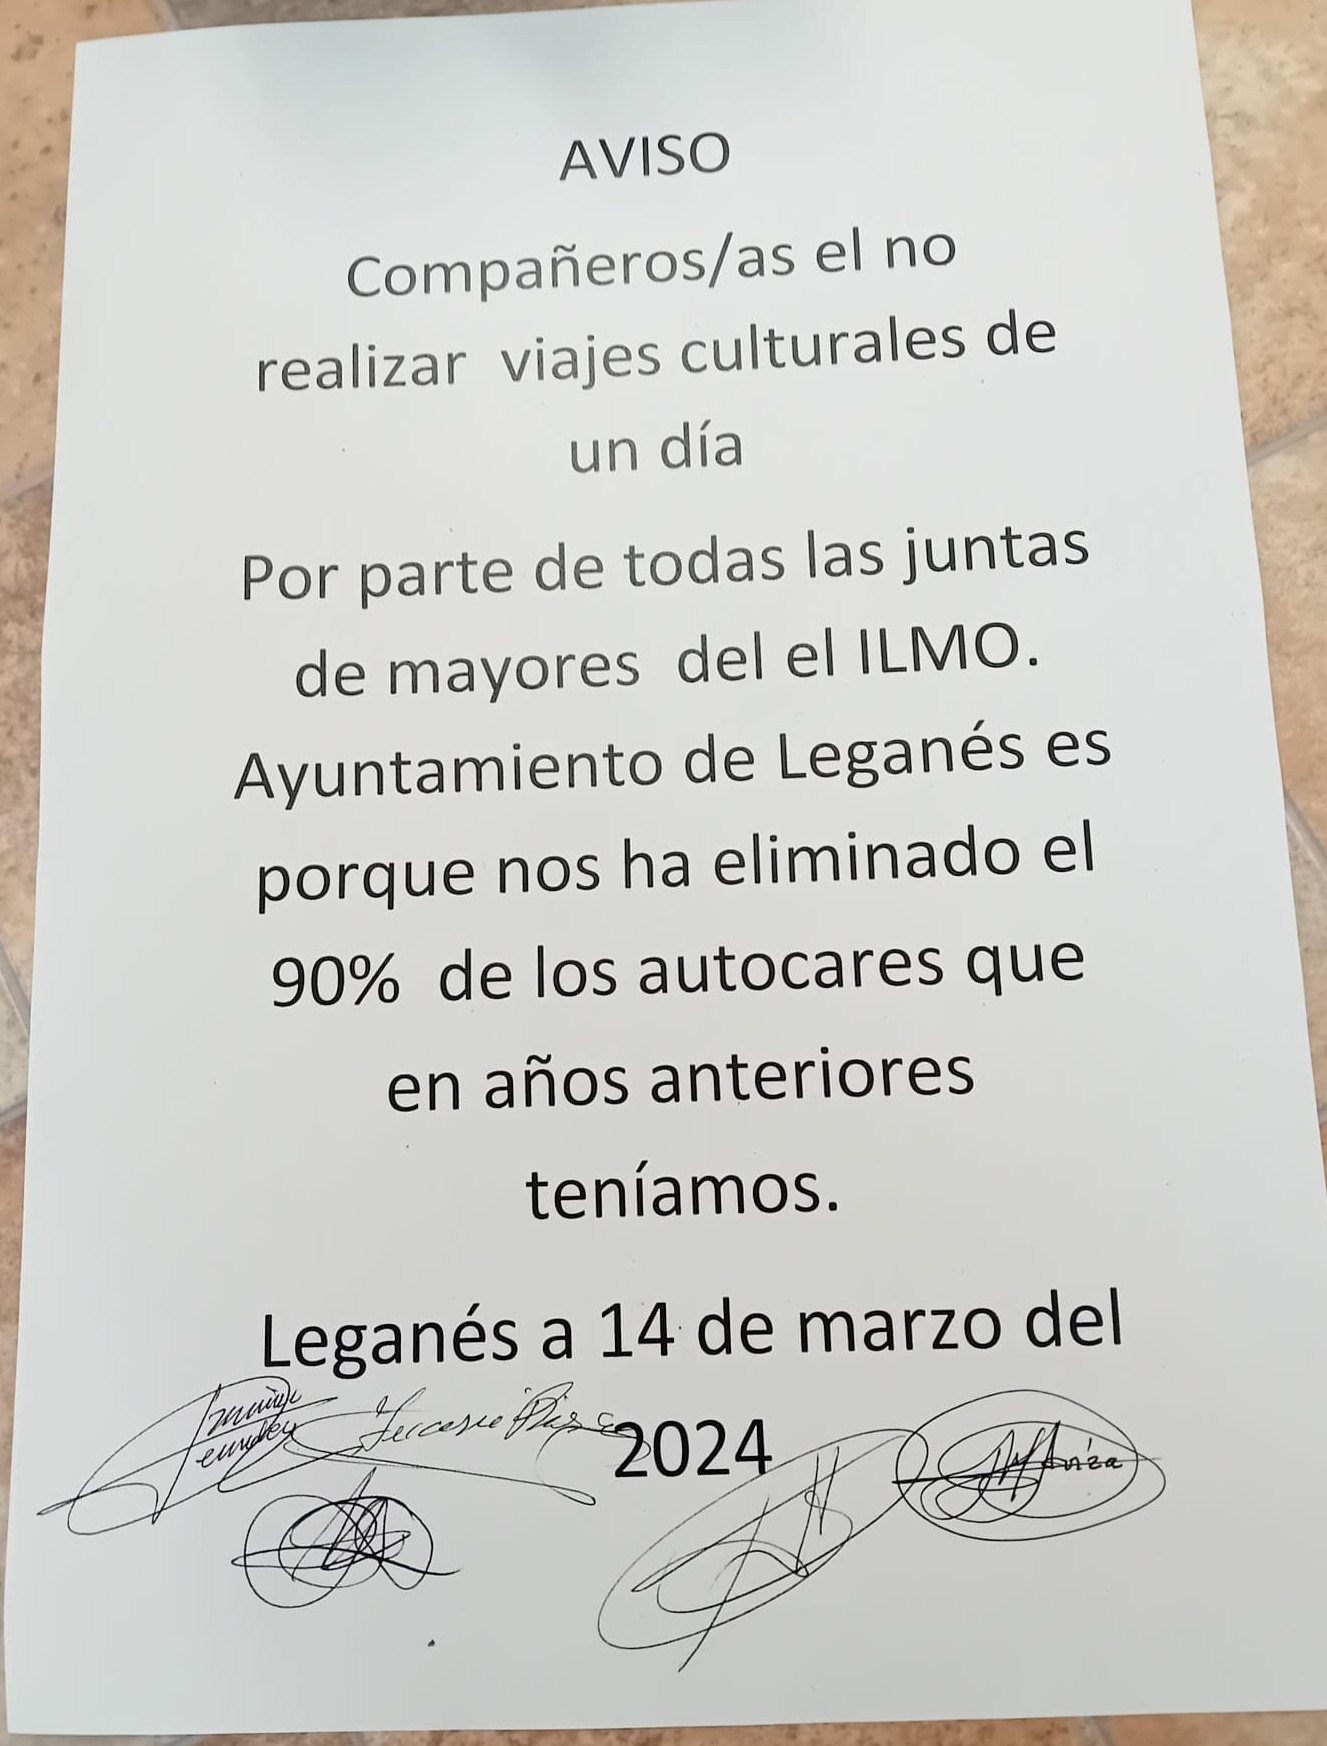 AVISO
Compañeros/as el no
realizar viajes culturales de
un día
Por parte de todas las juntas
de mayores del el ILMO.
Ayuntamiento de Leganés es
porque nos ha eliminado el
90% de los autocares que
en años anteriores
teníamos.
Leganés a 14 de marzo del
2024